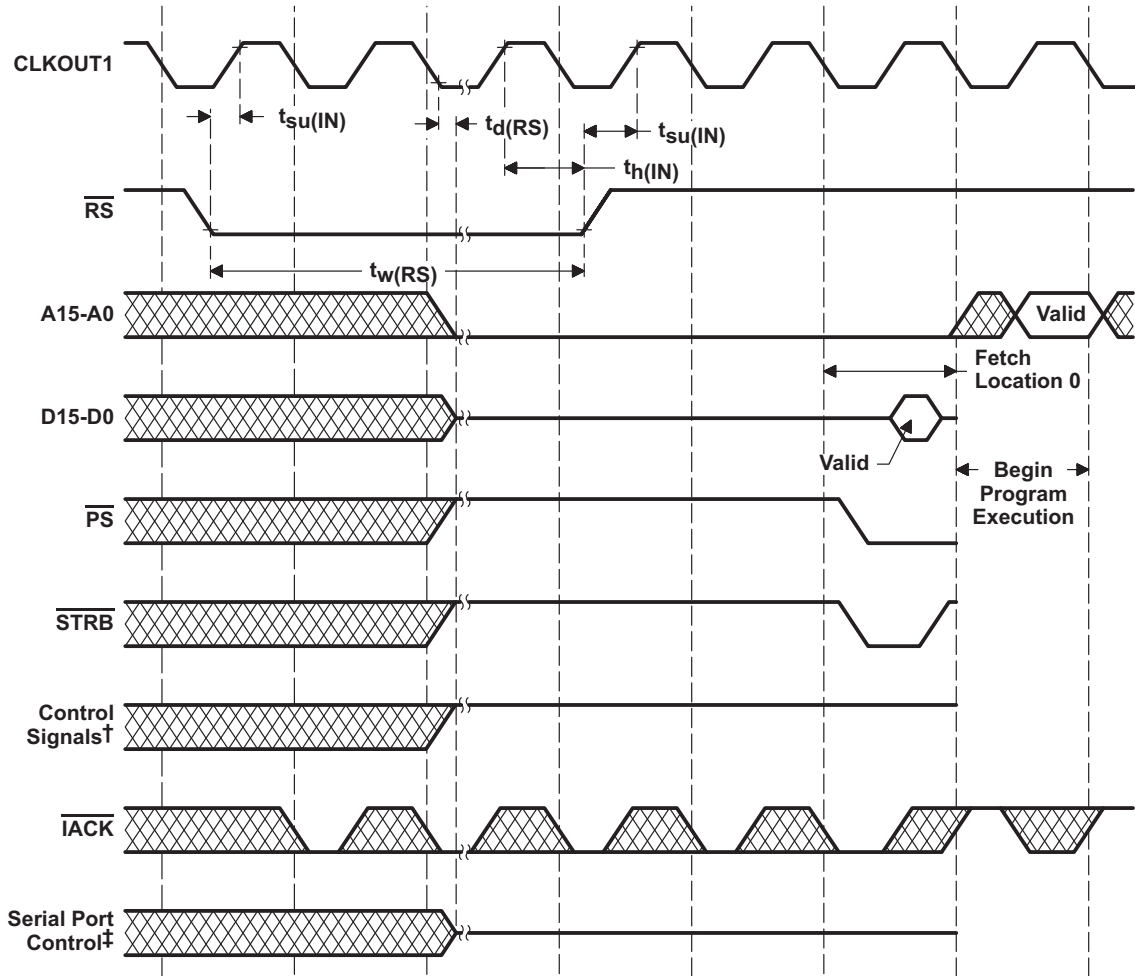 CLKOUT1
tsu(IN)
td(RS)
tsu(IN)
th(IN)
RS
tw(RS)
A15-A0
Valid
Fetch
Location 0
D15-D0
Valid
Begin
Program
Execution
PS
STRB
Control
Signals†
IACK
Serial Port
Control‡